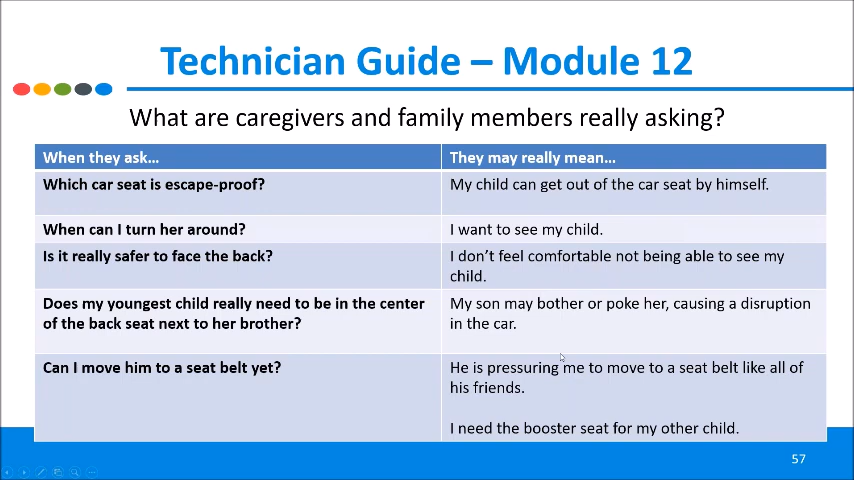 Technician Guide – Module 12
What are caregivers and family members really asking?
When they ask…
They may really mean…
Which car seat is escape-proof?
My child can get out of the car seat by himself.
When can I turn her around?
I want to see my child.
Is it really safer to face the back?
I don’t feel comfortable not being able to see my
child.
Does my youngest child really need to be in the center
of the back seat next to her brother?
My son may bother or poke her, causing a disruption
in the car.
Can I move him to a seat belt yet?
He is pressuring me to move to a seat belt like all of
his friends.
I need the booster seat for my other child.
57